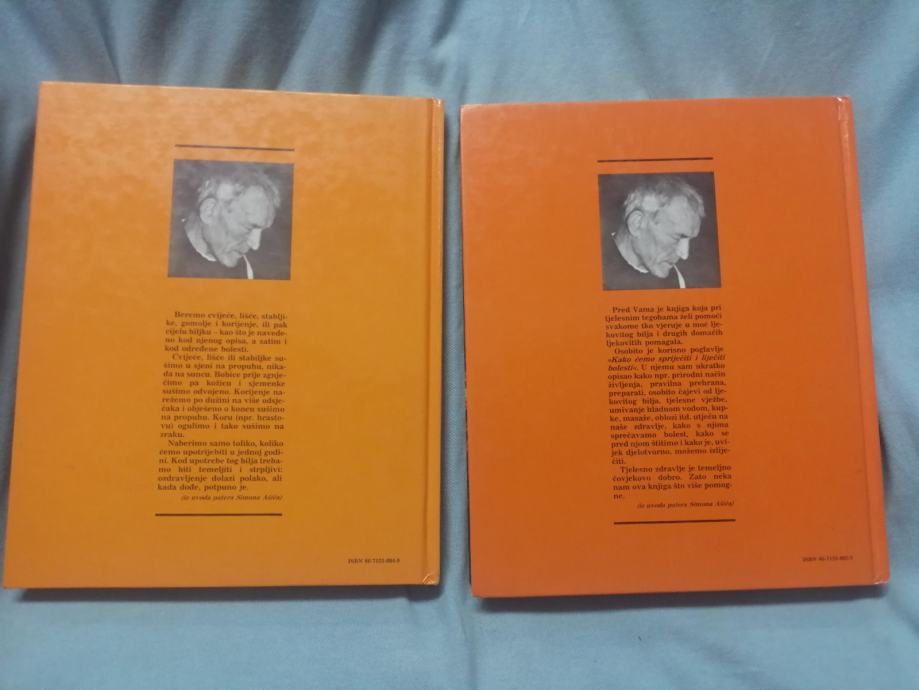 Beremo cvijeće, lišće, stablji-
ke, gomolje i korijenje, ili pak
cijelu biljku – kao što je navede-
no kod njenog opisa, a zatim i
kod određene bolesti.
Cvijeće, lišće ili stabljike su-
šimo u sjeni na propuhu, nika-
da na suncu. Bobice prije zgnje-
čimo pa kožicu i sjemenke
sušimo odvojeno. Korijenje na-
režemo po dužini na više odsje-
čaka i obješeno o koncu sušimo
na propuhu. Koru (npr. hrasto-
vu) ogulimo i tako sušimo na
zraku.
Naberimo samo toliko, koliko
ćemo upotrijebiti u jednoj godi-
ni. Kod upotrebe tog bilja treba-
mo biti temeljiti i strpljivi:
ozdravljenje dolazi polako, ali
kada dođe, potpuno je.
(iz uvoda patera Simona Ašiča)
Pred Vama je knjiga koja pri
tjelesnim tegobama želi pomoći
svakome tko vjeruje u moć lje-
kovitog bilja i drugih domaćih
ljekovitih pomagala.
Osobito je korisno poglavlje
»Kako ćemo spriječiti i liječiti
bolesti«. U njemu sam ukratko
opisao kako npr. prirodni način
življenja, pravilna prehrana,
preparati, osobito čajevi od lje-
kovitog bilja, tjelesne vježbe,
umivanje hladnom vodom, kup-
ke, masaže, oblozi itd. utječu na
naše zdravlje, kako s njima
sprečavamo bolest, kako se
pred njom štitimo i kako je, uvi-
jek djelotvorno, možemo izlije-
čiti.
Tjelesno zdravlje je temeljno
čovjekovo dobro. Zato neka
nam ova knjiga što više pomog-
ne.
(iz uvoda patera Simona Ašiča)
ISBN
ISBN